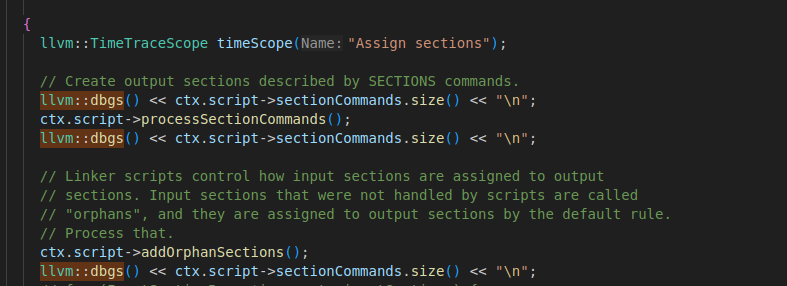 {
llvm::TimeTraceScope timeScope(Name: "Assign sections");
// Create output sections described by SECTIONS commands.
llvm::dbgs() << ctx.script->sectionCommands.size() << "\n";
ctx.script->processSectionCommands();
llvm::dbgs() << ctx.script->sectionCommands.size() << "\n";
// Linker scripts control how input sections are assigned to output
// sections. Input sections that were not handled by scripts are called
// "orphans", and they are assigned to output sections by the default rule.
// Process that.
ctx.script->addOrphanSections();
llvm::dbgs() << ctx.script->sectionCommands.size() << "\n";